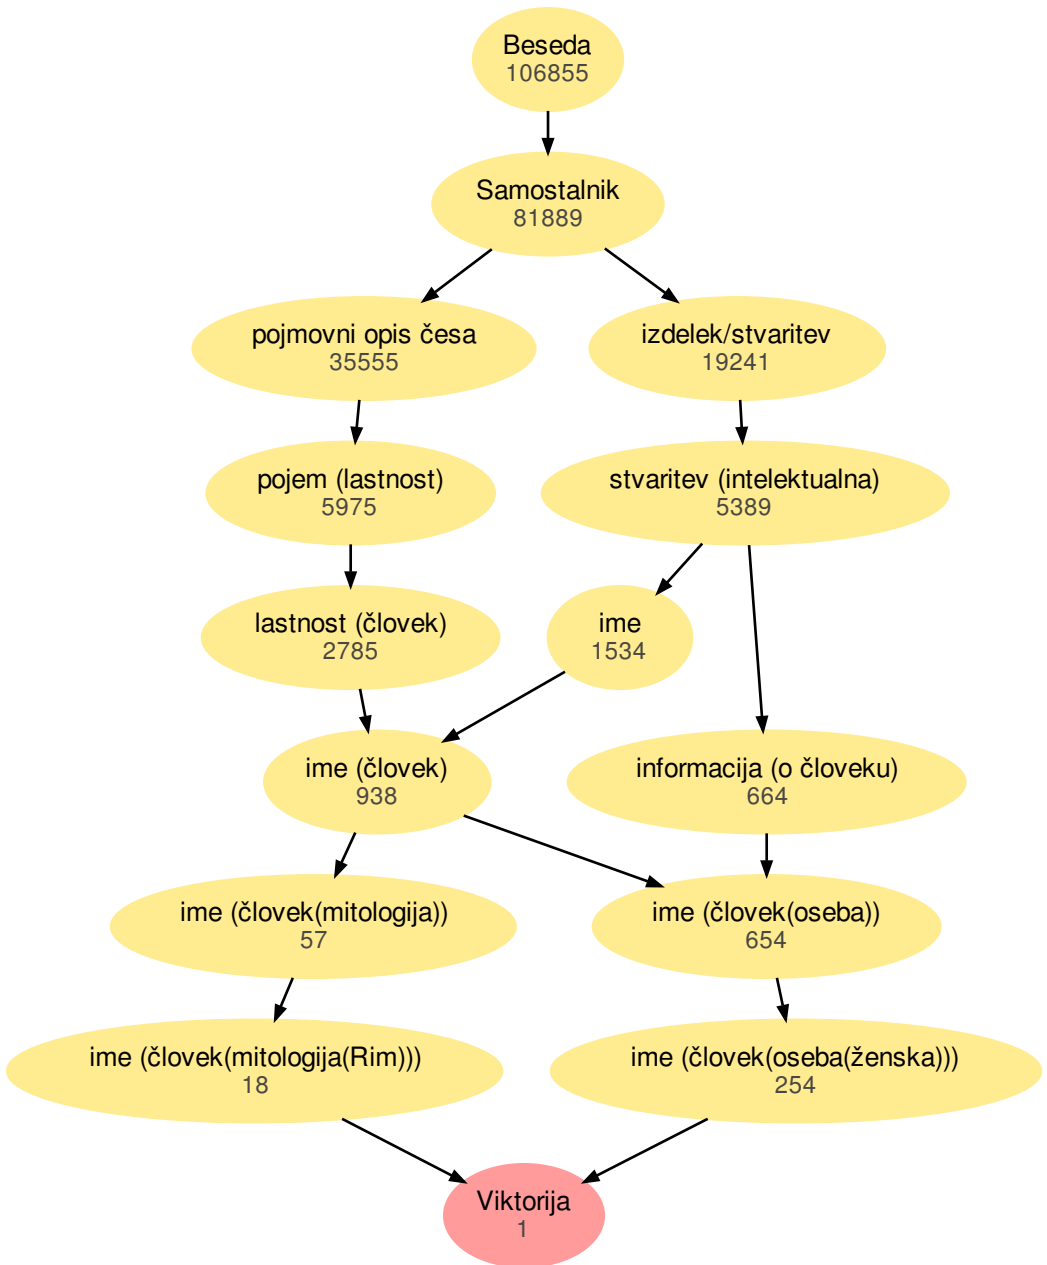 Beseda
106855
Samostalnik
81889
pojmovni opis česa
35555
izdelek/stvaritev
19241
pojem (lastnost)
5975
stvaritev (intelektualna)
5389
lastnost (človek)
2785
ime
1534
ime (človek)
938
informacija (o človeku)
664
ime (človek(mitologija))
57
ime (človek(oseba))
654
ime (človek(mitologija(Rim)))
18
ime (človek(oseba(ženska)))
254
Viktorija
1